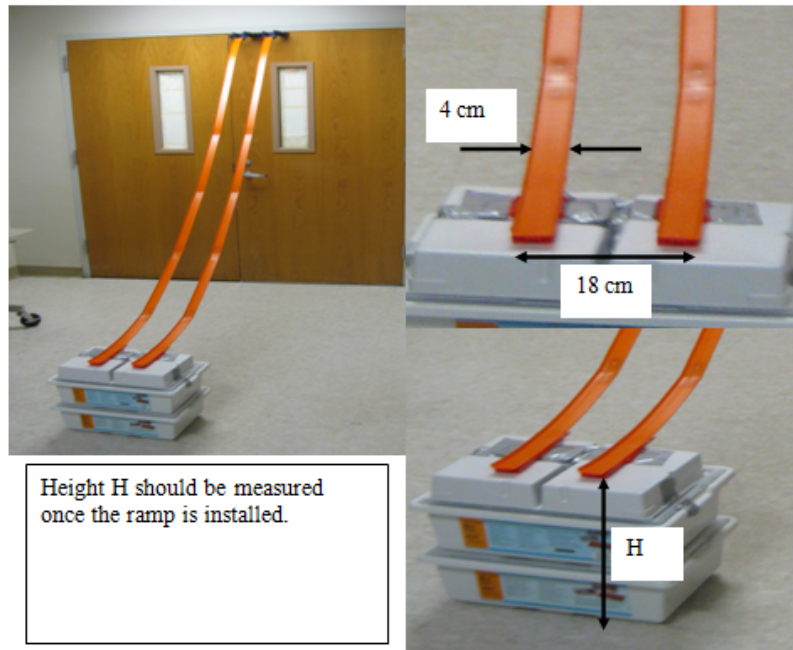 4 cm
18 cm
Height H should be measured
once the ramp is installed.
H